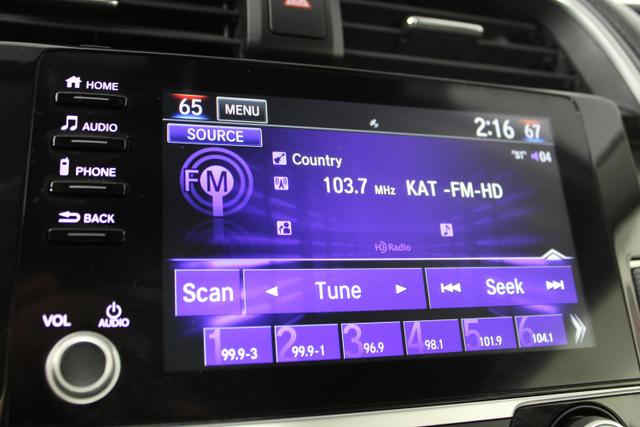 HOME
AUDIO
PHONE
BACK
VOL
AUDIO
65 MENU 2:16 67
SOURCE 04
FM
Country
103.7 MHz KAT -FM-HD
HD Radio
Scan Tune Seek
1 99.9-3 2 99.9-1 3 96.9 4 98.1 5 101.9 6 104.1